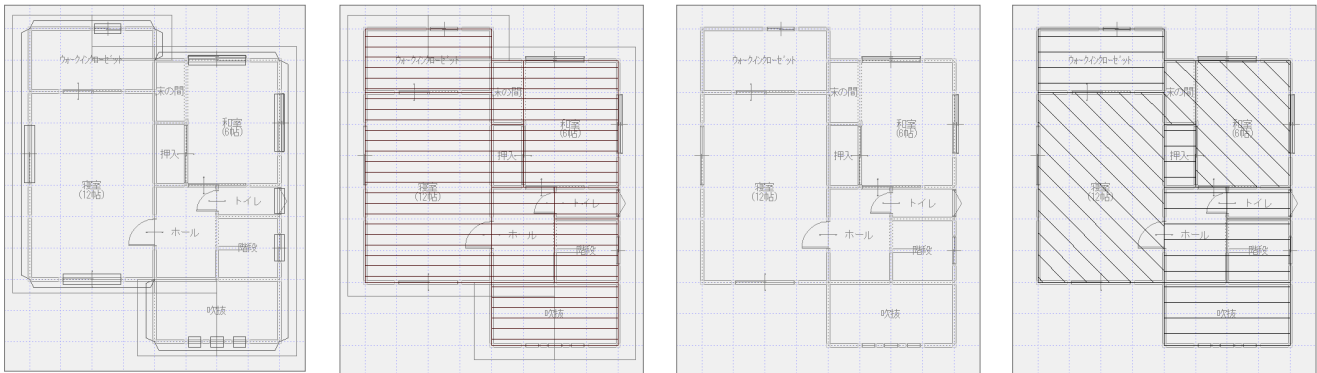 ウォークインクローゼット
床の間
和室
(6帖)
押入
寝室
(12帖)
トイレ
ホール
階段
吹抜
ウォークインクローゼット
床の間
和室
(6帖)
押入
寝室
(12帖)
トイレ
ホール
階段
吹抜
ウォークインクローゼット
床の間
和室
(6帖)
押入
寝室
(12帖)
トイレ
ホール
階段
吹抜
ウォークインクローゼット
床の間
和室
(6帖)
押入
寝室
(12帖)
トイレ
ホール
階段
吹抜